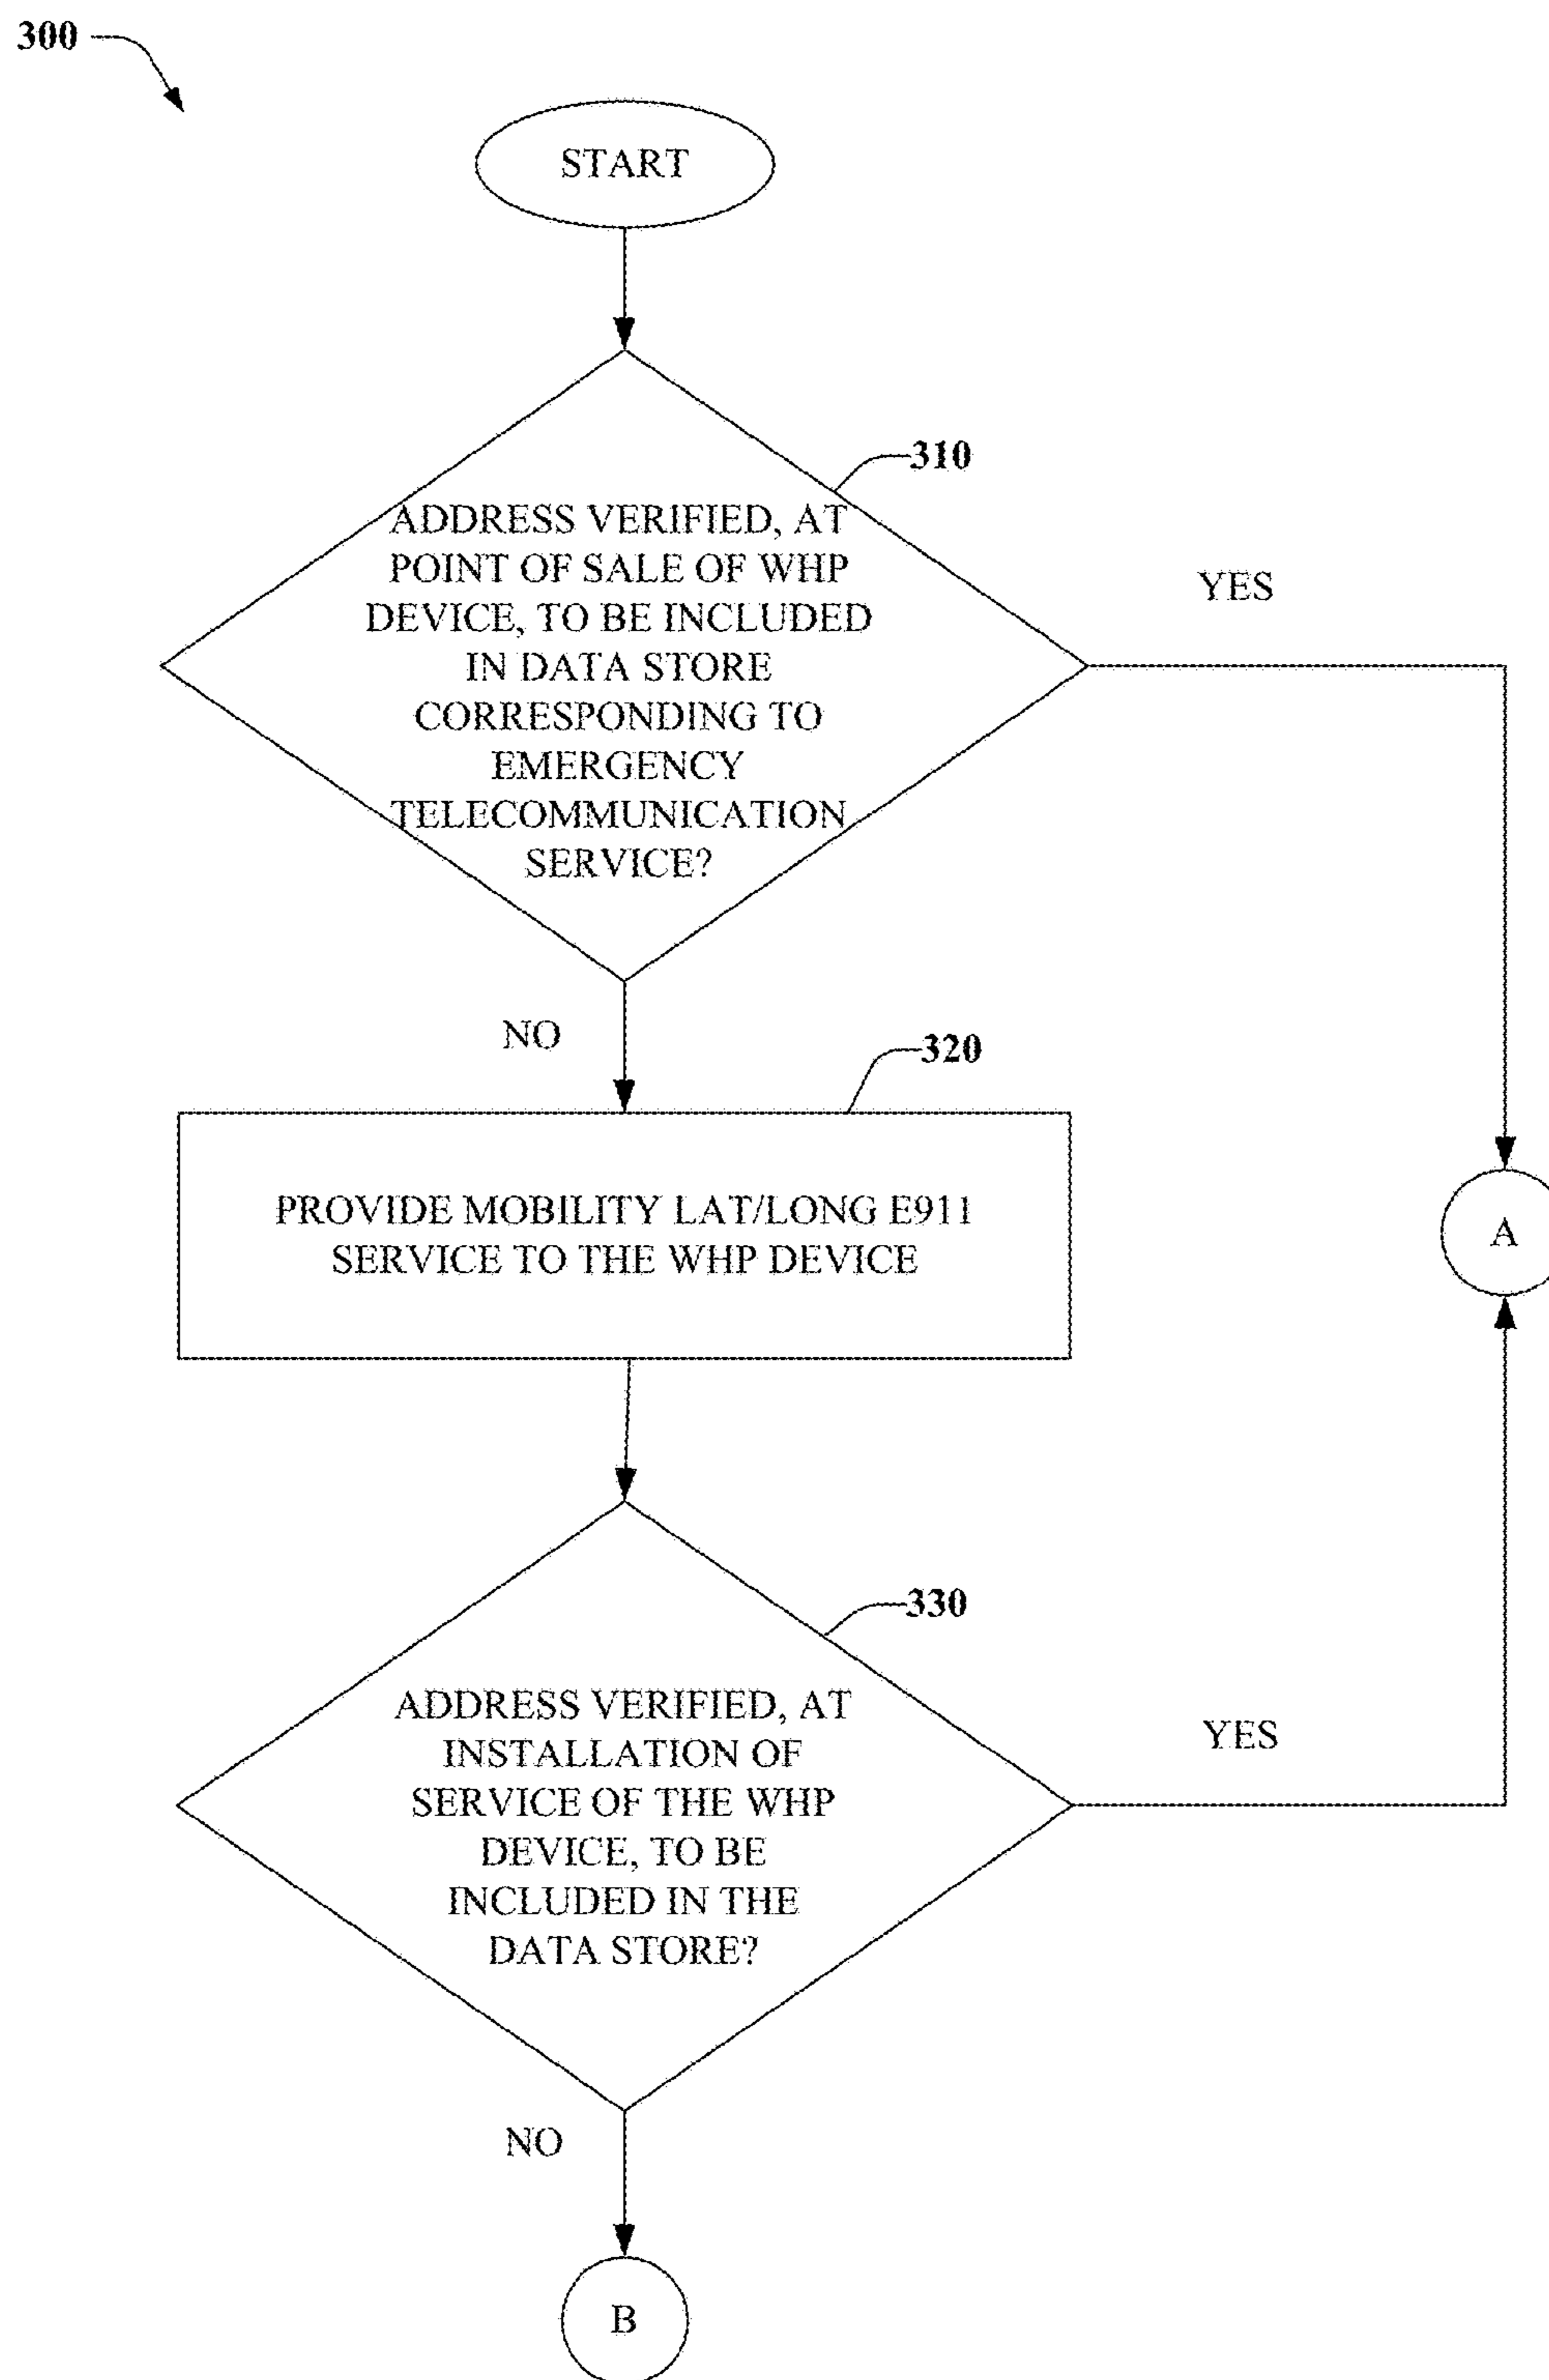 300
START
310
ADDRESS VERIFIED, AT
POINT OF SALE OF WHP
DEVICE, TO BE INCLUDED
IN DATA STORE
CORRESPONDING TO
EMERGENCY
TELECOMMUNICATION
SERVICE?
YES
NO
320
PROVIDE MOBILITY LAT/LONG E911
SERVICE TO THE WHP DEVICE
A
330
ADDRESS VERIFIED, AT
INSTALLATION OF
SERVICE OF THE WHP
DEVICE, TO BE
INCLUDED IN THE
DATA STORE?
YES
NO
B